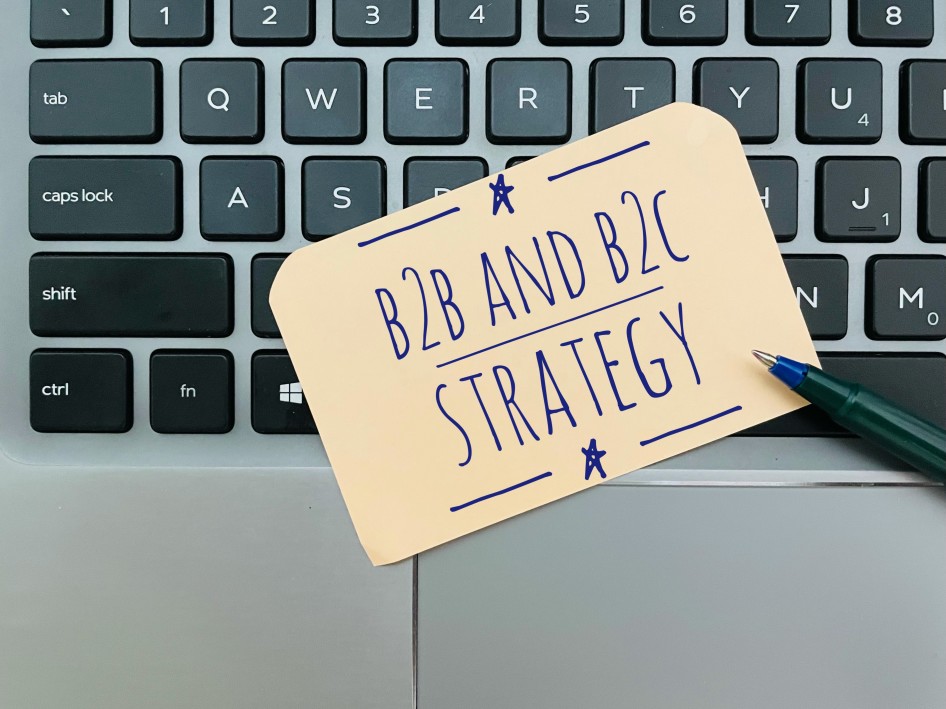 ` 1 2 3 4 5 6 7 8
tab Q W E R T Y U 4
caps lock A S J 1
shift N M 0
ctrl fn
B2B AND B2C
STRATEGY